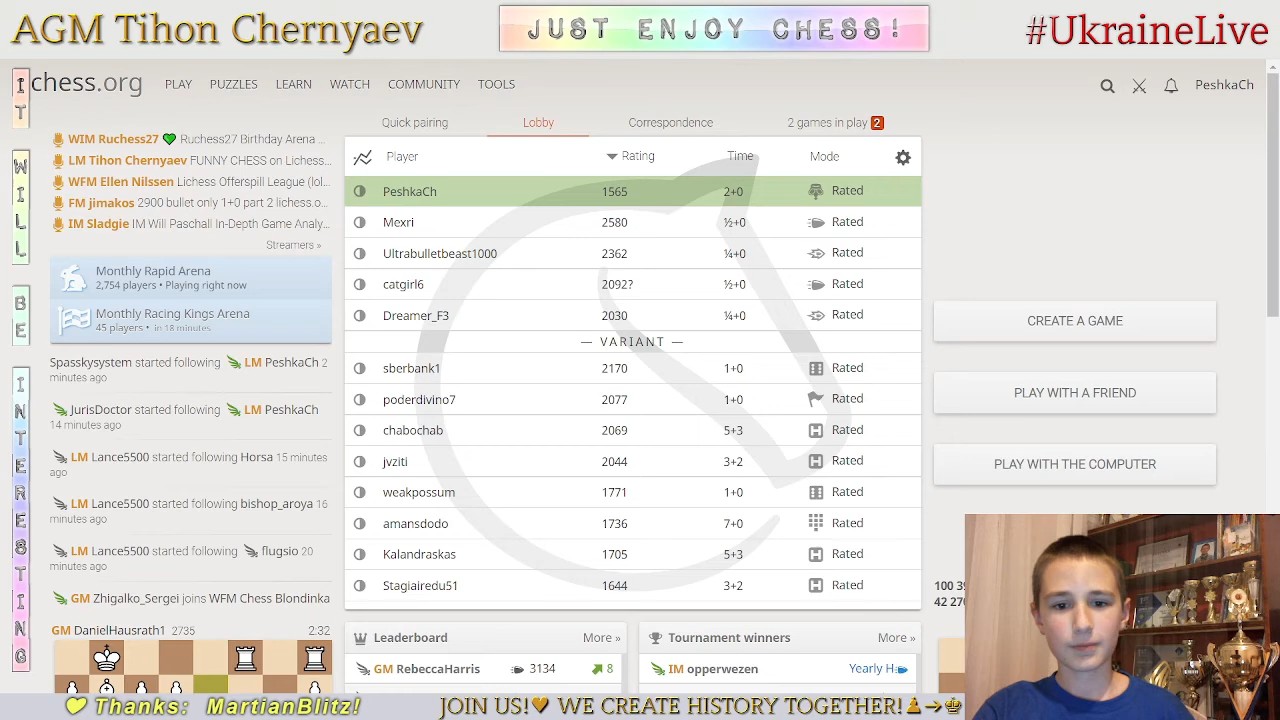 AGM Tihon Chernyaev
JUST ENJOY CHESS!
#UkraineLive
IT WILL BE INTERESTING
chess.org
PLAY PUZZLES LEARN WATCH COMMUNITY TOOLS
PeshkaCh
WIM Ruchess27 Ruchess27 Birthday Arena ...
LM Tihon Chernyaev FUNNY CHESS on Lichess...
WFM Ellen Nilssen Lichess Offerspill League (lol...
FM jimakos 2900 bullet only 1+0 part 2 lichess.o...
IM Sladgie IM Will Paschall In-Depth Game Analy...
Streamers »
Monthly Rapid Arena
2,754 players • Playing right now
Monthly Racing Kings Arena
45 players • in 18 minutes
Spasskysystem started following LM PeshkaCh 2
minutes ago
JurisDoctor started following LM PeshkaCh
14 minutes ago
LM Lance5500 started following Horsa 15 minutes
ago
LM Lance5500 started following bishop_aroya 16
minutes ago
LM Lance5500 started following flugsio 20
minutes ago
GM Zhigalko_Sergei joins WFM Chess Blondinka
GM DanielHausrath1 2735 2:32
Quick pairing Lobby Correspondence 2 games in play 2
Player Rating Time Mode
PeshkaCh 1565 2+0 Rated
Mexri 2580 ½+0 Rated
Ultrabulletbeast1000 2362 ¼+0 Rated
catgirl6 2092? ½+0 Rated
Dreamer_F3 2030 ¼+0 Rated
— VARIANT —
sberbank1 2170 1+0 Rated
poderdivino7 2077 1+0 Rated
chabochab 2069 5+3 Rated
jvziti 2044 3+2 Rated
weakpossum 1771 1+0 Rated
amansdodo 1736 7+0 Rated
Kalandraskas 1705 5+3 Rated
Stagiairedu51 1644 3+2 Rated
Leaderboard More »
GM RebeccaHarris 3134 8
Tournament winners More »
IM opperwezen Yearly H
CREATE A GAME
PLAY WITH A FRIEND
PLAY WITH THE COMPUTER
100 39
42 270
Thanks: MartianBlitz!
JOIN US! WE CREATE HISTORY TOGETHER!